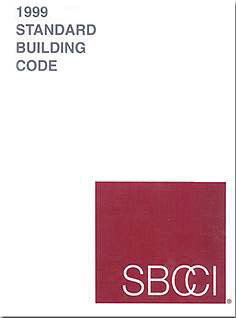 1999
STANDARD
BUILDING
CODE
SBCCI
®